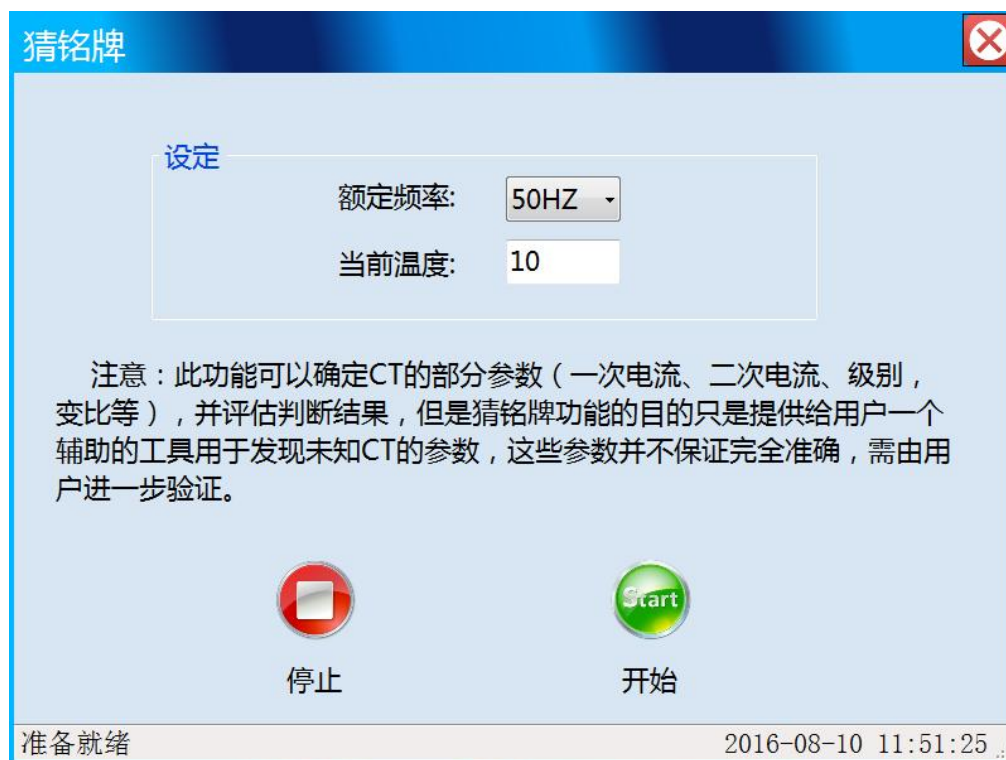 猜铭牌
设定
额定频率:
50HZ
当前温度:
10
注意：此功能可以确定CT的部分参数（一次电流、二次电流、级别，
变比等），并评估判断结果，但是猜铭牌功能的目的只是提供给用户一个
辅助的工具用于发现未知CT的参数，这些参数并不保证完全准确，需由用
户进一步验证。
Start
停止
开始
准备就绪
2016-08-10 11:51:25